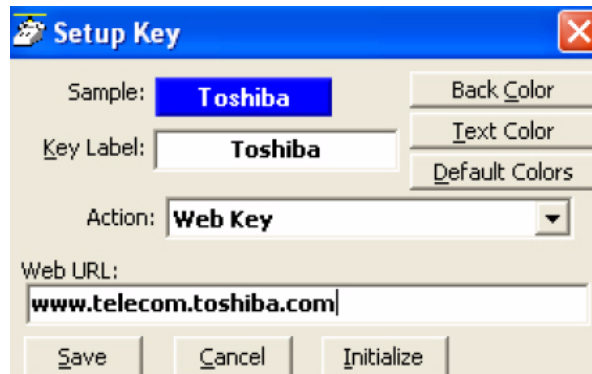 Setup Key
Sample: Toshiba Back Color
Key Label: Toshiba Text Color
Default Colors
Action: Web Key
Web URL:
www.telecom.toshiba.com
Save Cancel Initialize